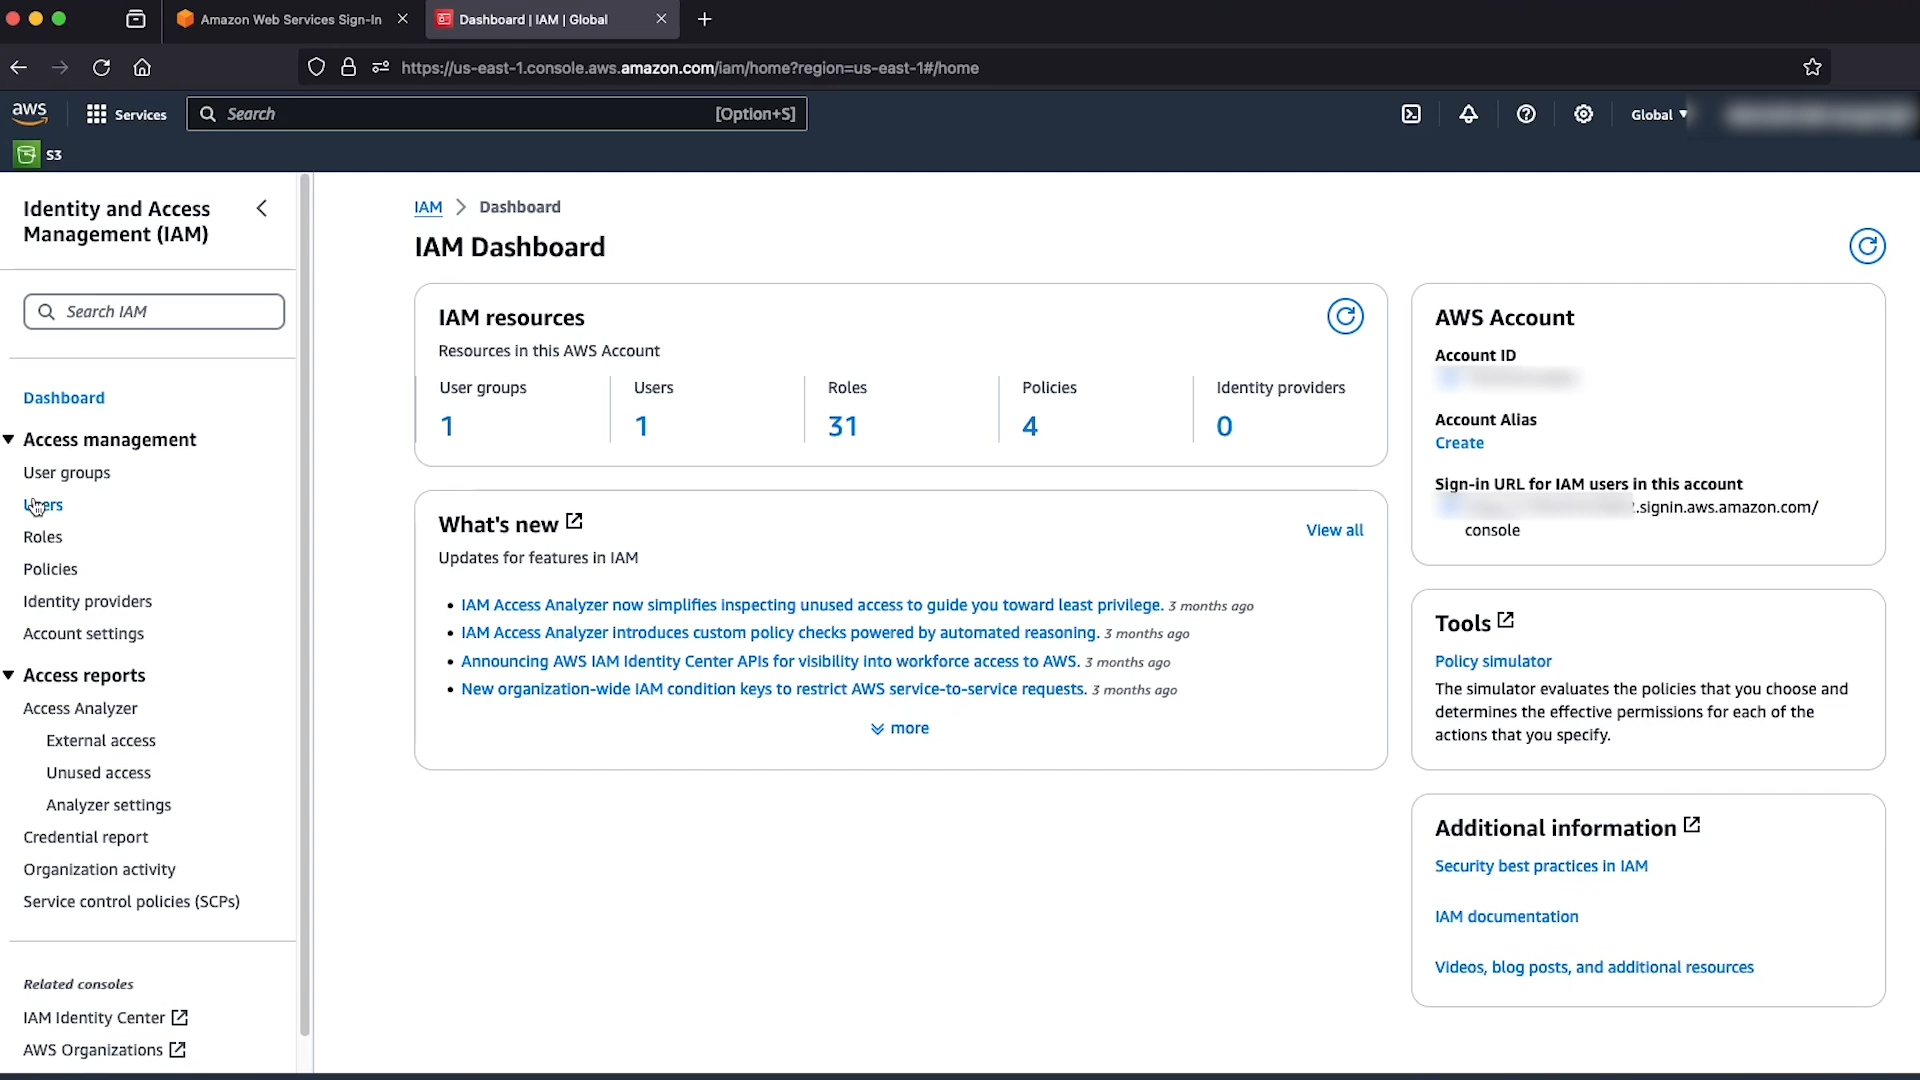 Amazon Web Services Sign-In
Dashboard | IAM | Global
https://us-east-1.console.aws.amazon.com/iam/home?region=us-east-1#/home
aws
Services
Search
[Option+S]
Global
S3
Identity and Access
Management (IAM)
Search IAM
Dashboard
Access management
User groups
Users
Roles
Policies
Identity providers
Account settings
Access reports
Access Analyzer
External access
Unused access
Analyzer settings
Credential report
Organization activity
Service control policies (SCPs)
Related consoles
IAM Identity Center
AWS Organizations
IAM > Dashboard
IAM Dashboard
IAM resources
Resources in this AWS Account
User groups
1
Users
1
Roles
31
Policies
4
Identity providers
0
What's new
View all
Updates for features in IAM
• IAM Access Analyzer now simplifies inspecting unused access to guide you toward least privilege. 3 months ago
• IAM Access Analyzer introduces custom policy checks powered by automated reasoning. 3 months ago
• Announcing AWS IAM Identity Center APIs for visibility into workforce access to AWS. 3 months ago
• New organization-wide IAM condition keys to restrict AWS service-to-service requests. 3 months ago
more
AWS Account
Account ID
Account Alias
Create
Sign-in URL for IAM users in this account
.signin.aws.amazon.com/
console
Tools
Policy simulator
The simulator evaluates the policies that you choose and
determines the effective permissions for each of the
actions that you specify.
Additional information
Security best practices in IAM
IAM documentation
Videos, blog posts, and additional resources